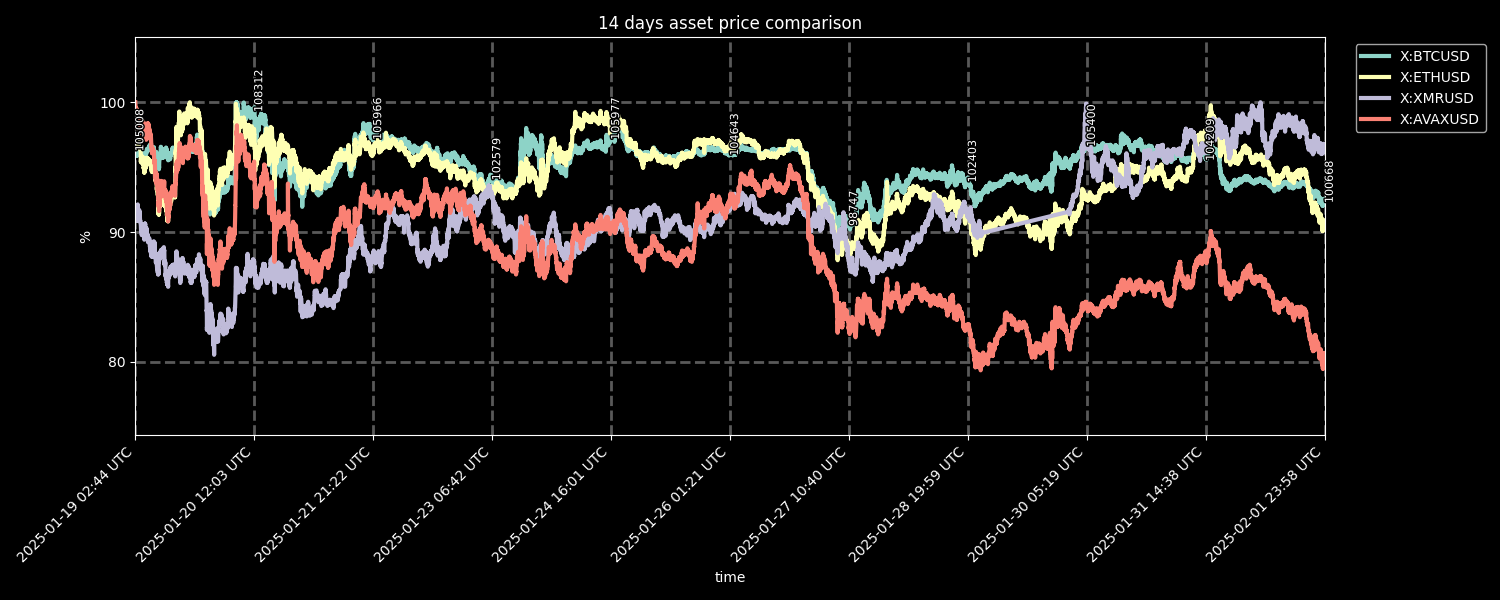 14 days asset price comparison
X:BTCUSD
X:ETHUSD
X:XMRUSD
X:AVAXUSD
%
100
90
80
105008
108312
105966
102579
105977
104643
98747
102403
105400
104209
100668
2025-01-19 02:44 UTC
2025-01-20 12:03 UTC
2025-01-21 21:22 UTC
2025-01-23 06:42 UTC
2025-01-24 16:01 UTC
2025-01-26 01:21 UTC
2025-01-27 10:40 UTC
2025-01-28 19:59 UTC
2025-01-30 05:19 UTC
2025-01-31 14:38 UTC
2025-02-01 23:58 UTC
time